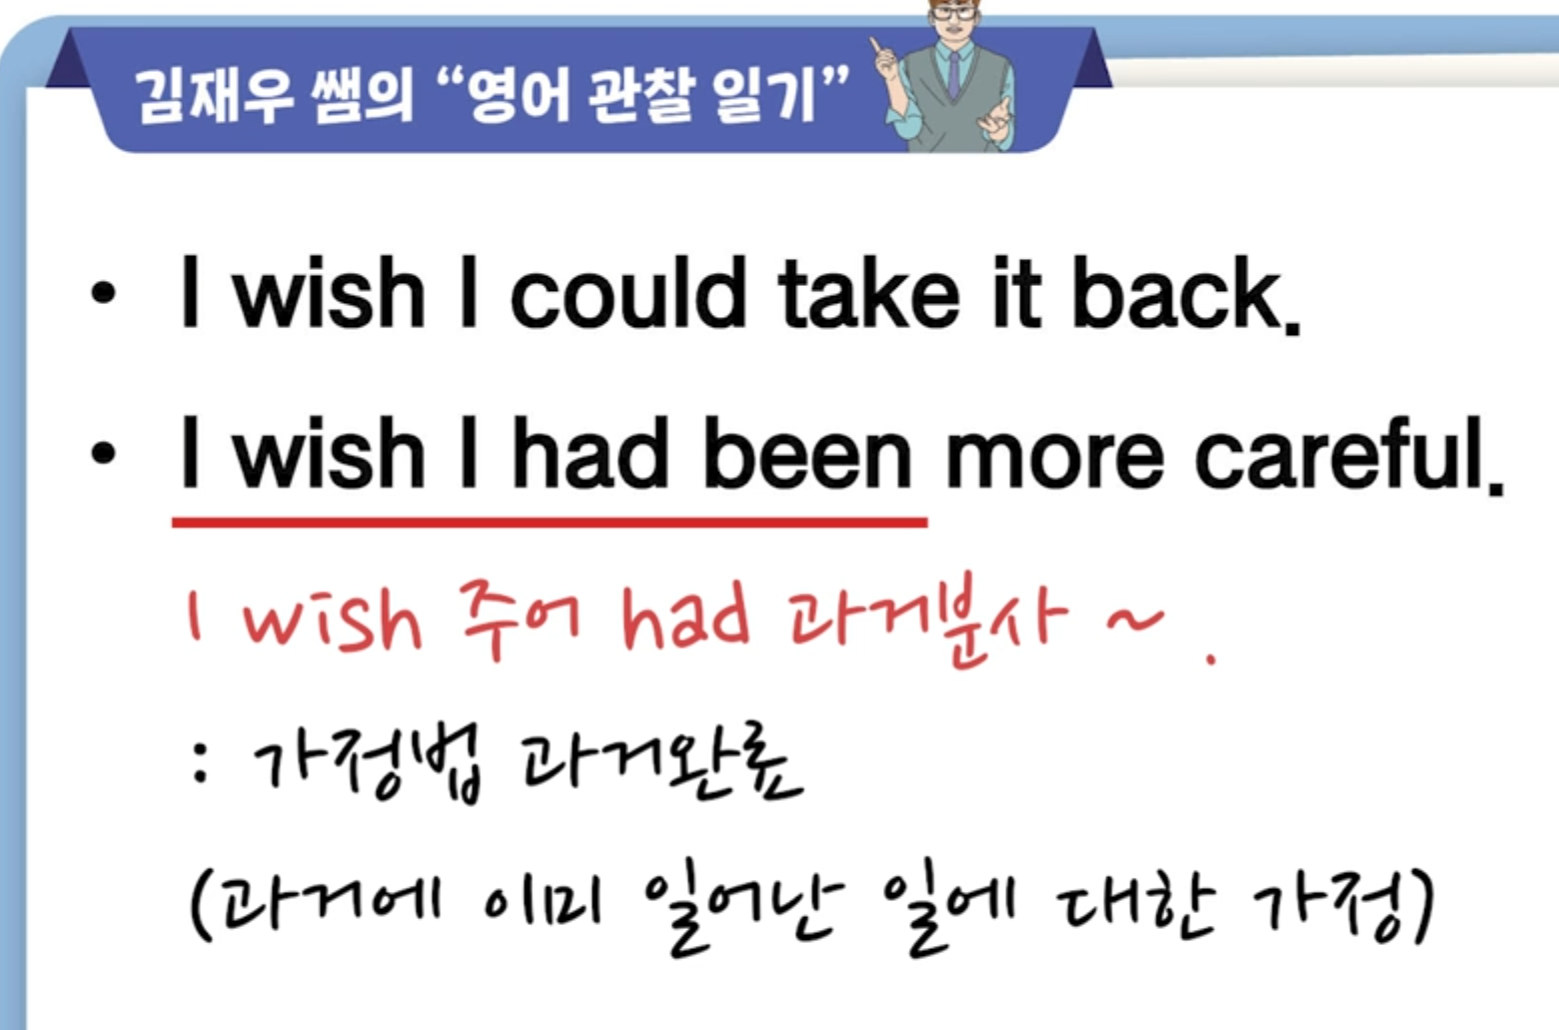 김재우 쌤의 “영어 관찰 일기”
• I wish I could take it back.
• I wish I had been more careful.
I wish 주어 had 과거분사 ~ .
: 가정법 과거완료
(과거에 이미 일어난 일에 대한 가정)